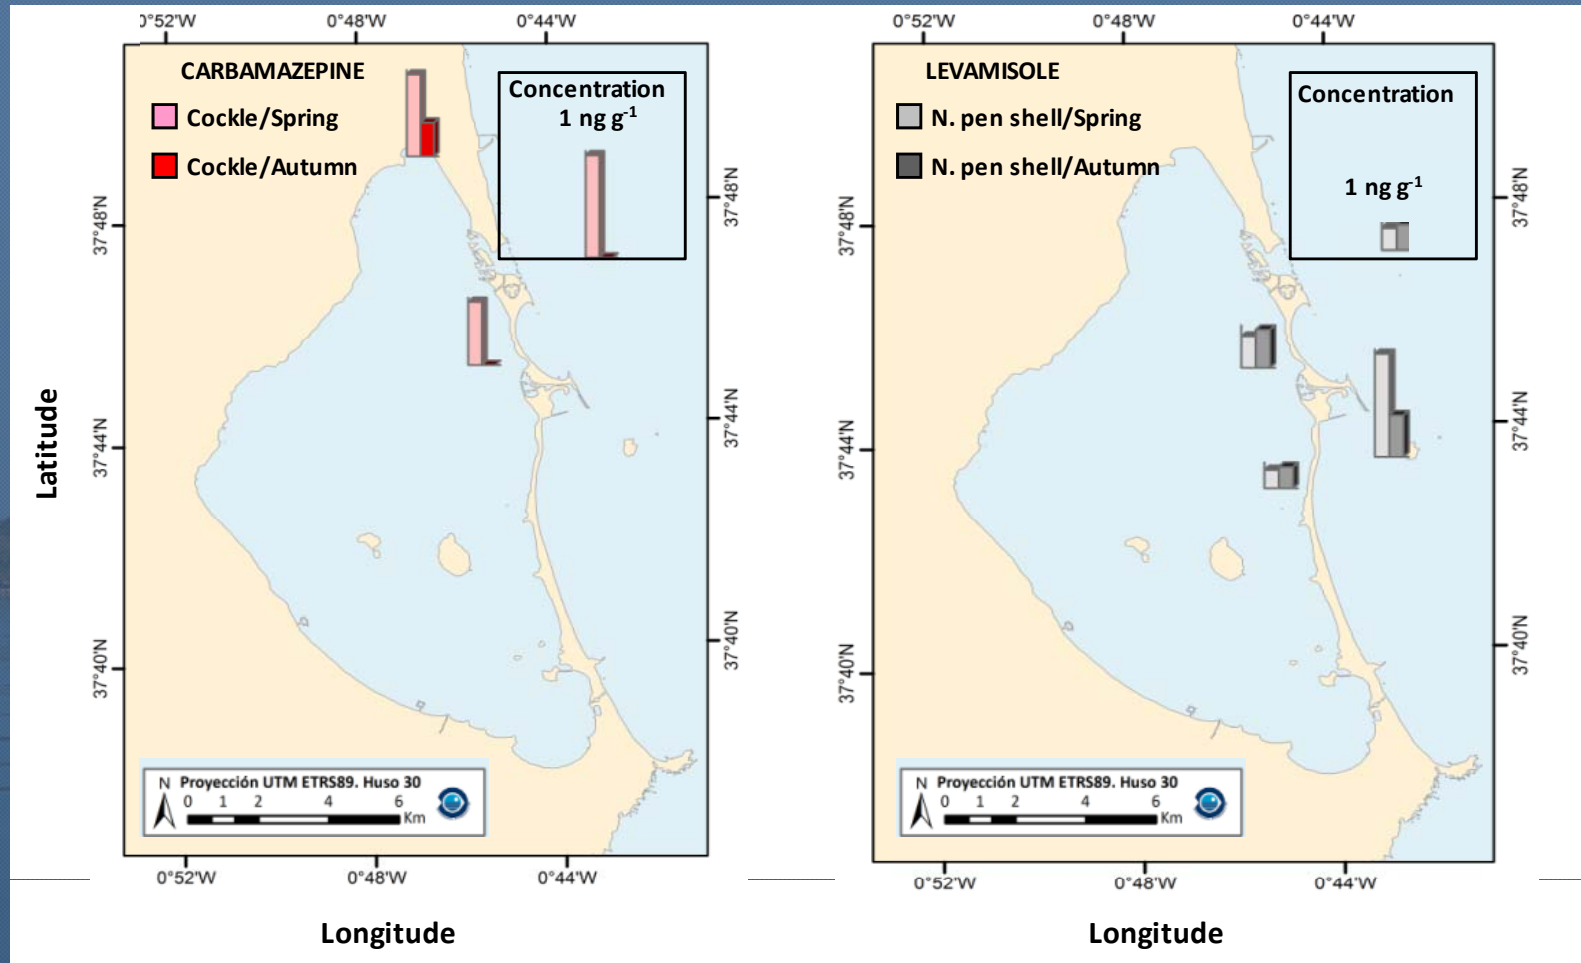 0°52'W 0°48'W 0°44'W
CARBAMAZEPINE
Cockle/Spring
Cockle/Autumn
Concentration
1 ng g⁻¹
37°48'N
37°44'N
37°40'N
37°48'N
37°44'N
37°40'N
Latitude
N Proyección UTM ETRS89. Huso 30
0 1 2 4 6
Km
0°52'W 0°48'W 0°44'W
Longitude
0°52'W 0°48'W 0°44'W
LEVAMISOLE
N. pen shell/Spring
N. pen shell/Autumn
Concentration
1 ng g⁻¹
37°48'N
37°44'N
37°40'N
37°48'N
37°44'N
37°40'N
N Proyección UTM ETRS89. Huso 30
0 1 2 4 6
Km
0°52'W 0°48'W 0°44'W
Longitude